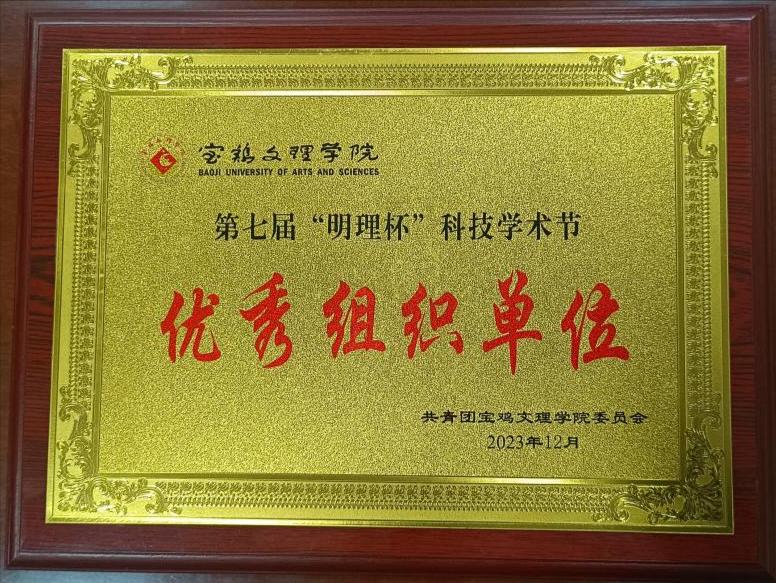 宝鸡文理学院
BAOJI UNIVERSITY OF ARTS AND SCIENCES
第七届“明理杯”科技学术节
优秀组织单位
共青团宝鸡文理学院委员会
2023年12月